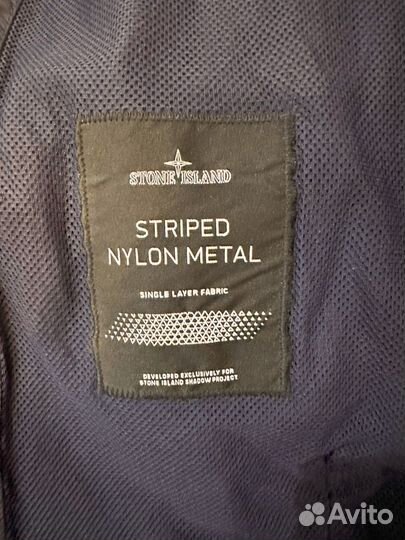 STONE ISLAND
STRIPED
NYLON METAL
SINGLE LAYER FABRIC
DEVELOPED EXCLUSIVELY FOR
STONE ISLAND SHADOW PROJECT
Avito